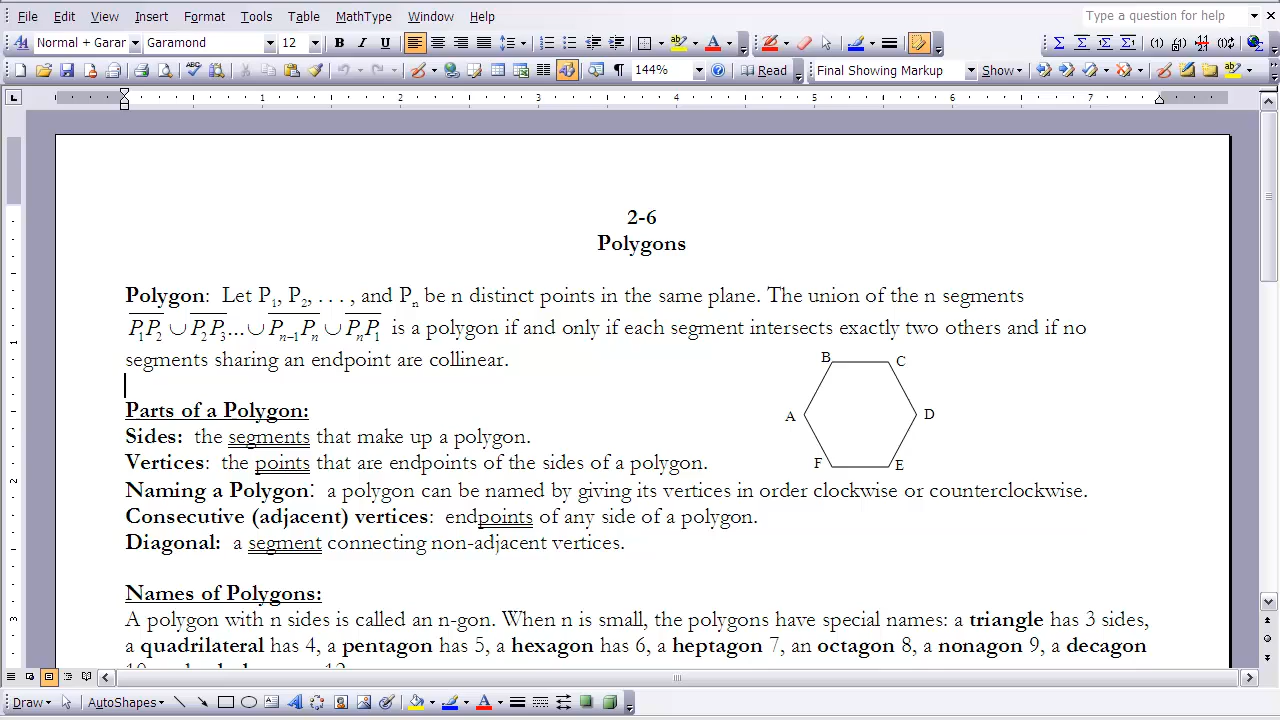 File Edit View Insert Format Tools Table MathType Window Help Type a question for help
Normal + Garar Garamond 12 B I U
144% Read Final Showing Markup Show
1 2 3 4 5 6 7
2-6
Polygons
Polygon: Let P1, P2, . . . , and Pn be n distinct points in the same plane. The union of the n segments
P1P2 ∪ P2P3... ∪ Pn−1Pn ∪ PnP1 is a polygon if and only if each segment intersects exactly two others and if no
segments sharing an endpoint are collinear.
B C
Parts of a Polygon:
A D
Sides: the segments that make up a polygon.
Vertices: the points that are endpoints of the sides of a polygon.
F E
Naming a Polygon: a polygon can be named by giving its vertices in order clockwise or counterclockwise.
Consecutive (adjacent) vertices: endpoints of any side of a polygon.
Diagonal: a segment connecting non-adjacent vertices.
Names of Polygons:
A polygon with n sides is called an n-gon. When n is small, the polygons have special names: a triangle has 3 sides,
a quadrilateral has 4, a pentagon has 5, a hexagon has 6, a heptagon 7, an octagon 8, a nonagon 9, a decagon
Draw AutoShapes